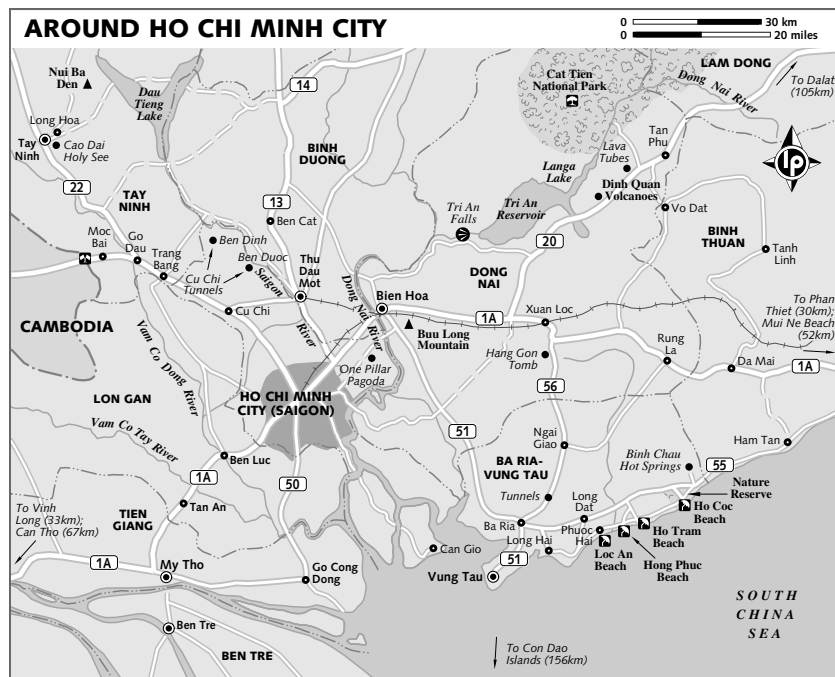 AROUND HO CHI MINH CITY
0 30 km
0 20 miles
LAM DONG
To Dalat
(105km)
Nui Ba
Den
Dau
Tieng
Lake
14
Cat Tien
National Park
Dong Nai River
Long Hoa
Tay
Ninh
Cao Dai
Holy See
BINH
DUONG
Lava
Tubes
Tan
Phu
lp
Langa
Lake
Dinh Quan
Volcanoes
22
TAY
NINH
13
Ben Cat
Tri An
Falls
Tri An
Reservoir
Vo Dat
BINH
THUAN
Moc
Bai
Go
Dau
Trang
Bang
Ben Dinh
Ben Duoc
Cu Chi
Tunnels
Saigon
River
Thu
Dau
Mot
Dong Nai River
20
DONG
NAI
Tanh
Linh
Bien Hoa
1A
Xuan Loc
To Phan
Thiet (30km);
Mui Ne Beach
(52km)
CAMBODIA
Cu Chi
Buu Long
Mountain
Hang Gon
Tomb
Rung
La
Da Mai
1A
Vam Co Dong River
One Pillar
Pagoda
56
LON GAN
HO CHI MINH
CITY (SAIGON)
Vam Co Tay River
51
Ngai
Giao
Ham Tan
Ben Luc
BA RIA-
VUNG TAU
Binh Chau
Hot Springs
55
1A
50
Nature
Reserve
Tunnels
Ho Coc
Beach
To Vinh
Long (33km);
Can Tho (67km)
TIEN
GIANG
Tan An
Long
Dat
Ba Ria
Phuoc
Hai
Ho Tram
Beach
Can Gio
Long Hai
Loc An
Beach
Hong Phuc
Beach
1A
My Tho
51
Go Cong
Dong
Vung Tau
SOUTH
CHINA
SEA
Ben Tre
BEN TRE
To Con Dao
Islands (156km)